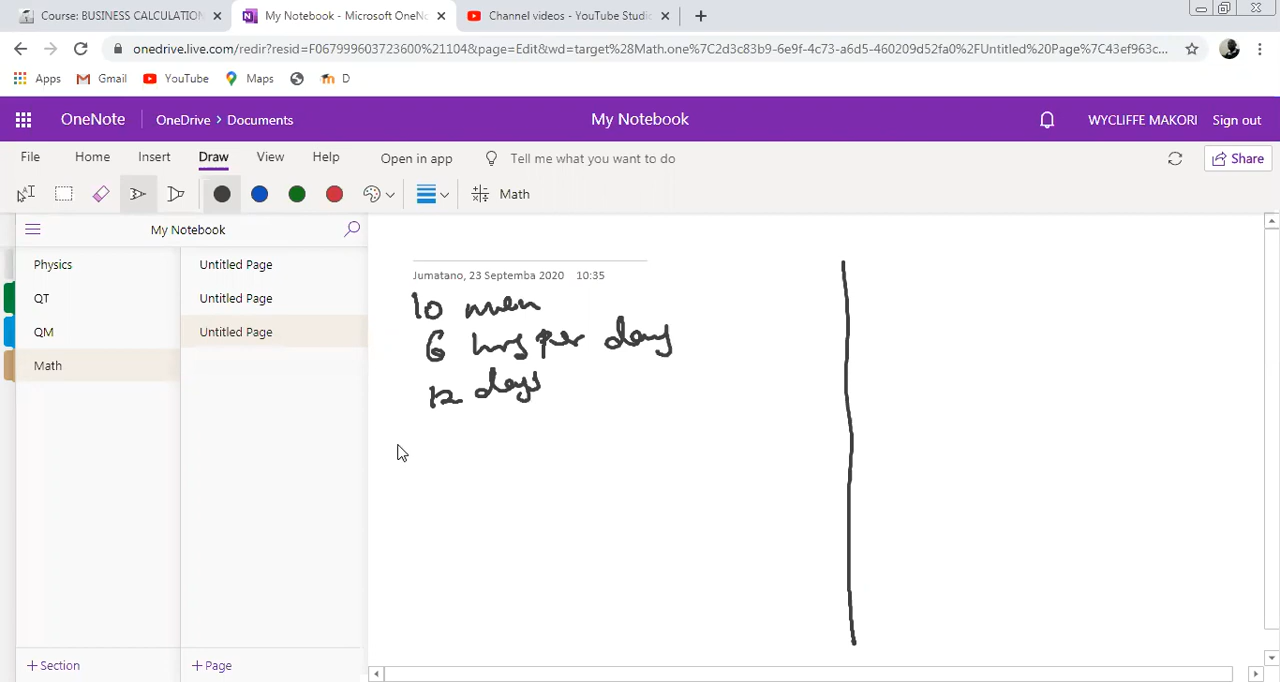 Course: BUSINESS CALCULATION
My Notebook - Microsoft OneNo
Channel videos - YouTube Studio
onedrive.live.com/redir?resid=F067999603723600%21104&page=Edit&wd=target%28Math.one%7C2d3c83b9-6e9f-4c73-a6d5-460209d52fa0%2FUntitled%20Page%7C43ef963c...
Apps Gmail YouTube Maps D
OneNote OneDrive > Documents My Notebook WYCLIFFE MAKORI Sign out
File Home Insert Draw View Help Open in app Tell me what you want to do Share
Math
My Notebook
Physics Untitled Page
QT Untitled Page
QM Untitled Page
Math
Jumatano, 23 Septemba 2020 10:35
10 men
6 hrs per day
12 days
+ Section + Page